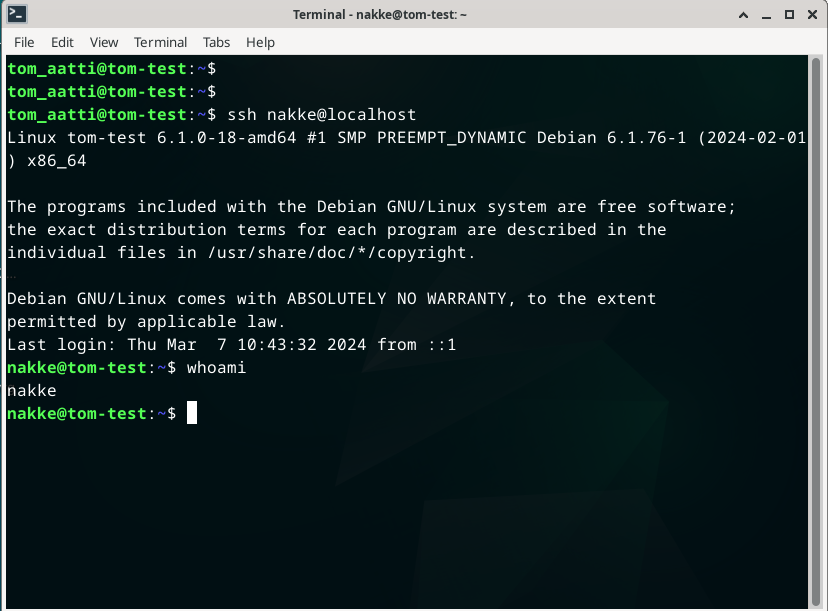 Terminal - nakke@tom-test: ~
File Edit View Terminal Tabs Help
tom_aatti@tom-test:~$
tom_aatti@tom-test:~$
tom_aatti@tom-test:~$ ssh nakke@localhost
Linux tom-test 6.1.0-18-amd64 #1 SMP PREEMPT_DYNAMIC Debian 6.1.76-1 (2024-02-01
) x86_64
The programs included with the Debian GNU/Linux system are free software;
the exact distribution terms for each program are described in the
individual files in /usr/share/doc/*/copyright.
Debian GNU/Linux comes with ABSOLUTELY NO WARRANTY, to the extent
permitted by applicable law.
Last login: Thu Mar  7 10:43:32 2024 from ::1
nakke@tom-test:~$ whoami
nakke
nakke@tom-test:~$